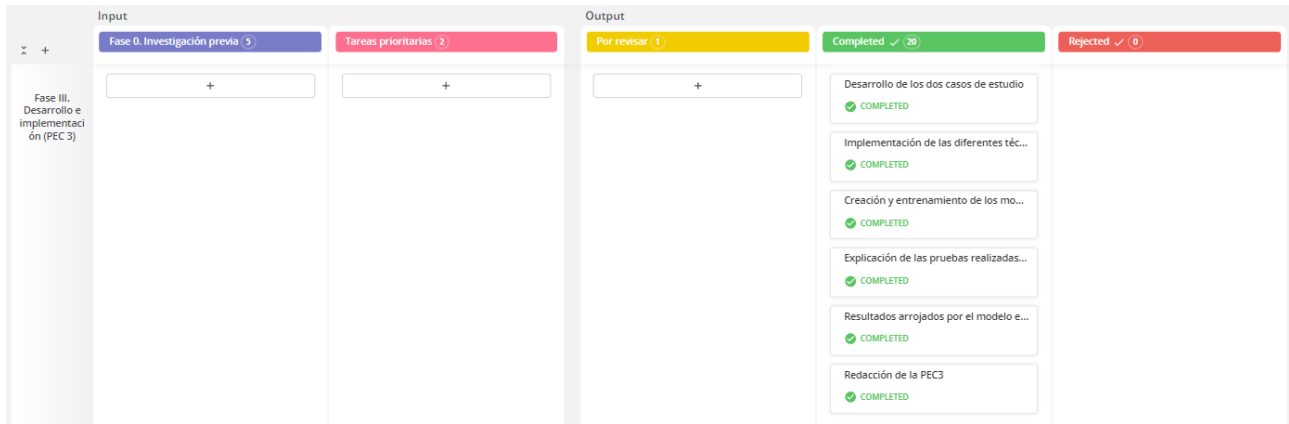 Input
Output
Fase 0. Investigación previa 5
Tareas prioritarias 2
Por revisar 1
Completed ✓ 20
Rejected ✓ 0
Fase III.
Desarrollo e
implementaci
ón (PEC 3)
+
+
+
+
Desarrollo de los dos casos de estudio
COMPLETED
Implementación de las diferentes téc...
COMPLETED
Creación y entrenamiento de los mo...
COMPLETED
Explicación de las pruebas realizadas...
COMPLETED
Resultados arrojados por el modelo e...
COMPLETED
Redacción de la PEC3
COMPLETED